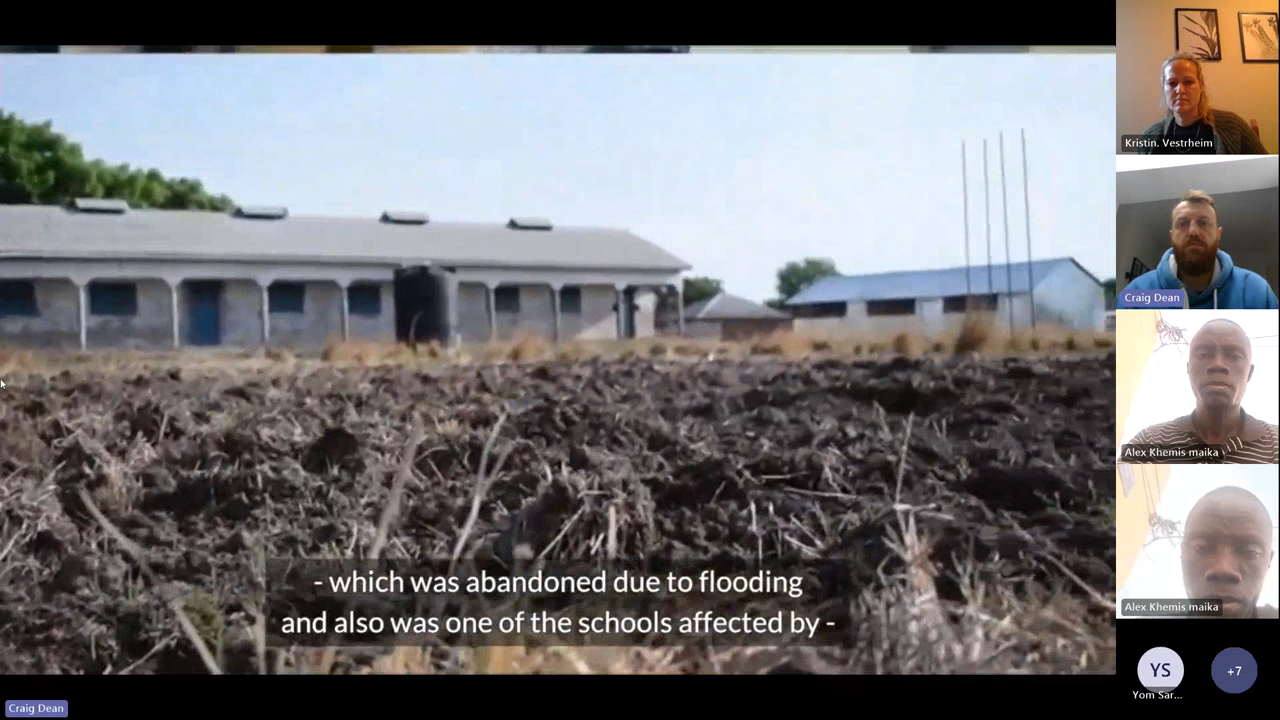 - which was abandoned due to flooding
and also was one of the schools affected by -
Craig Dean
Kristin. Vestrheim
Craig Dean
Alex Khemis maika
Alex Khemis maika
YS
Yom Sar...
+7